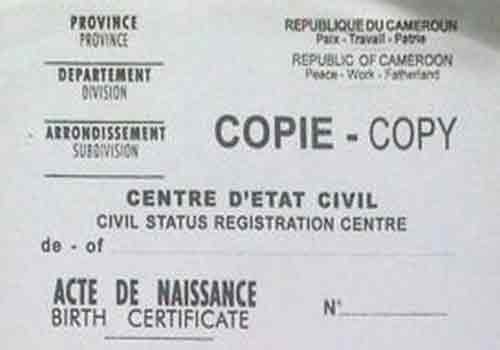 PROVINCE
PROVINCE
DEPARTEMENT
DIVISION
ARRONDISSEMENT
SUBDIVISION
REPUBLIQUE DU CAMEROUN
Paix - Travail - Patrie
REPUBLIC OF CAMEROON
Peace - Work - Fatherland
COPIE - COPY
CENTRE D'ETAT CIVIL
CIVIL STATUS REGISTRATION CENTRE
de - of
ACTE DE NAISSANCE
BIRTH CERTIFICATE
N°